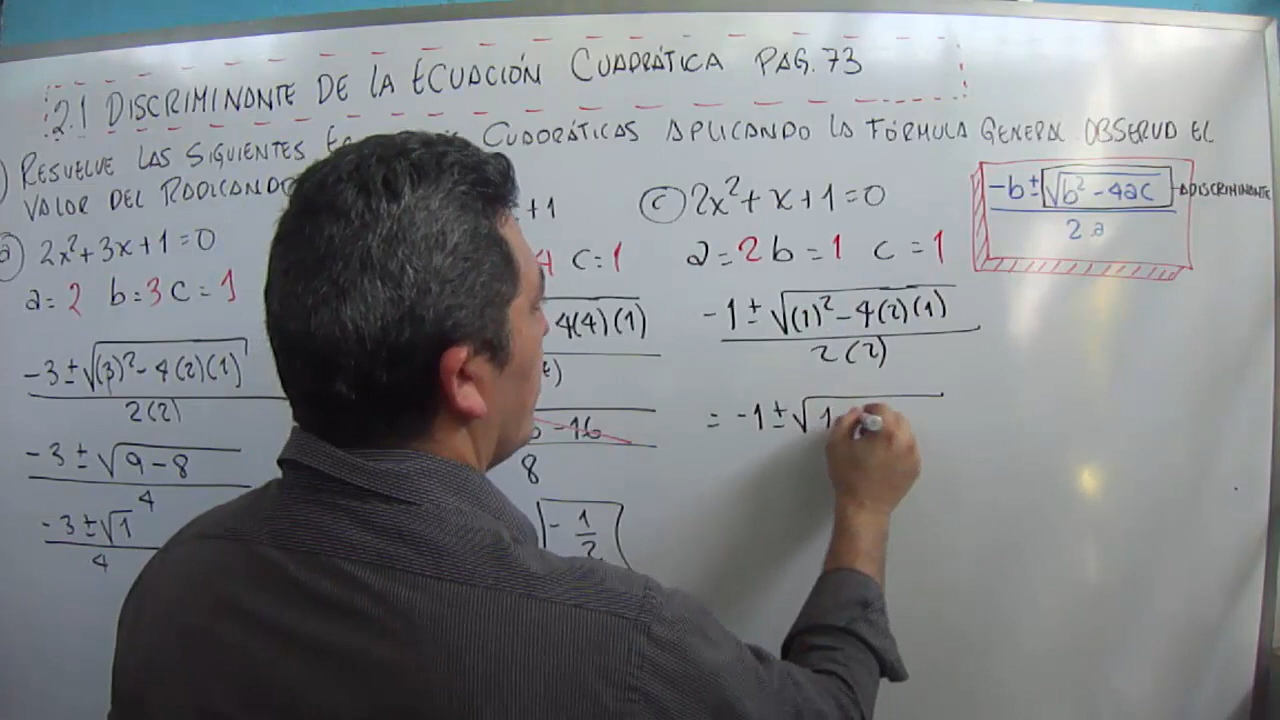 2.1 DISCRIMINANTE DE LA ECUACIÓN CUADRÁTICA PAG. 73
RESUELVE LAS SIGUIENTES CUADRÁTICAS APLICANDO LA FÓRMULA GENERAL OBSERVA EL
VALOR DEL RADICANDO
a) 2x²+3x+1=0
a=2 b=3 c=1
-3±√(3)²-4(2)(1)
2(2)
-3±√9-8
4
-3±√1
4
+1
4 c=1
4(4)(1)
-16
8
-1/2
c) 2x²+x+1=0
a=2 b=1 c=1
-1±√(1)²-4(2)(1)
2(2)
= -1±√1
-b±√b²-4ac → DISCRIMINANTE
2a